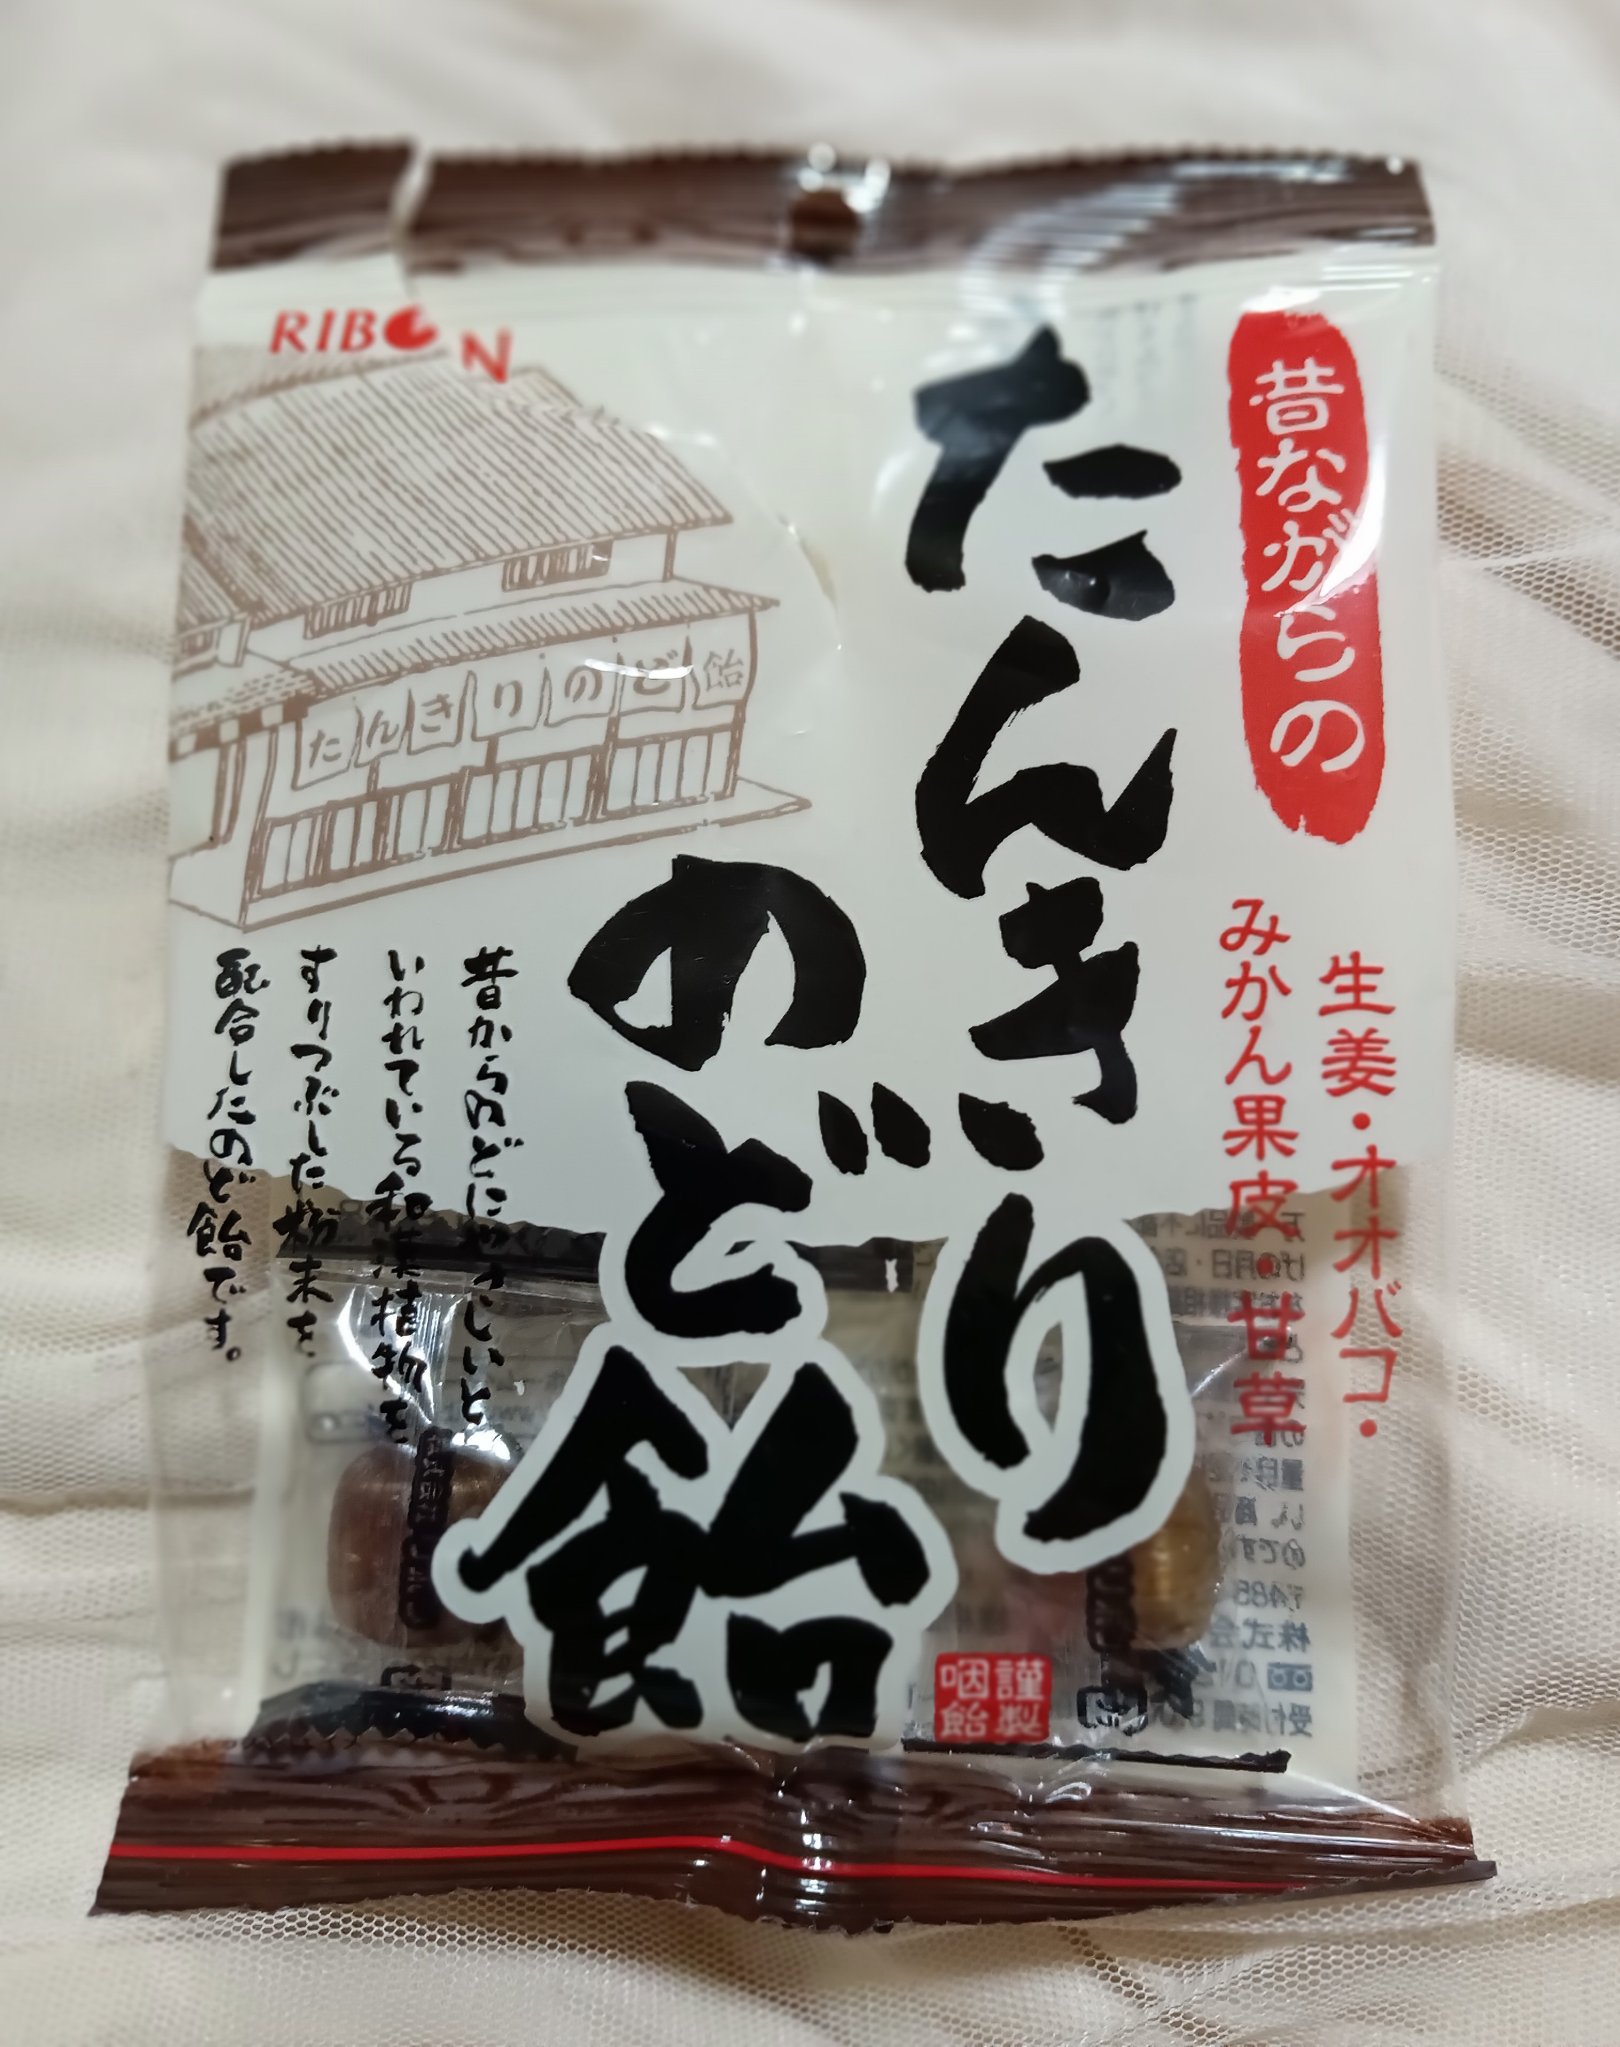 RIBON
昔ながらの
たんきり
のど飴
生姜・オオバコ・
みかん果皮・甘草
たんきりのど飴
昔からのどにやさしいと
いわれている和漢植物を
すりつぶした粉末を
配合したのど飴です。
謹製
咽飴